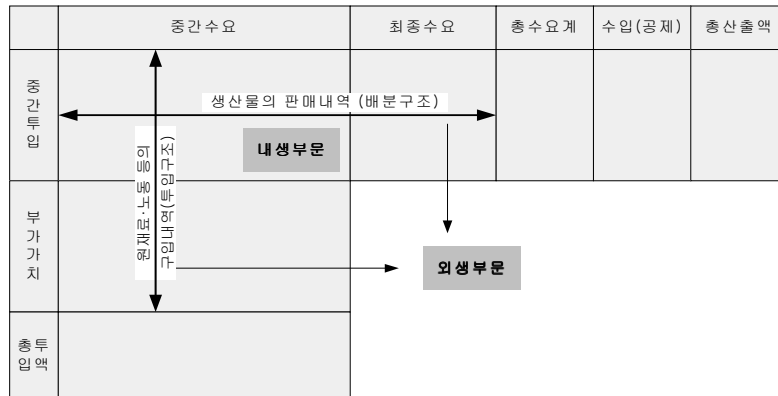 중간수요
최종수요
총수요계
수입(공제)
총산출액
중
간
투
입
생산물의 판매내역 (배분구조)
내생부문
원재료·노동 등의
구입내역(투입구조)
부
가
가
치
외생부문
총투
입액